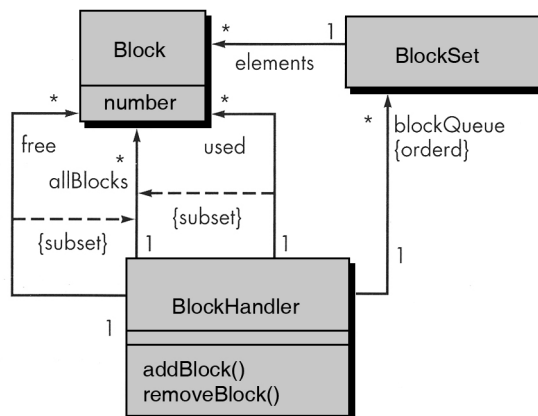 Block
number
*
1
elements
BlockSet
*
free
*
used
*
allBlocks
*
blockQueue
{orderd}
{subset}
{subset}
1
1
1
1
BlockHandler
addBlock()
removeBlock()